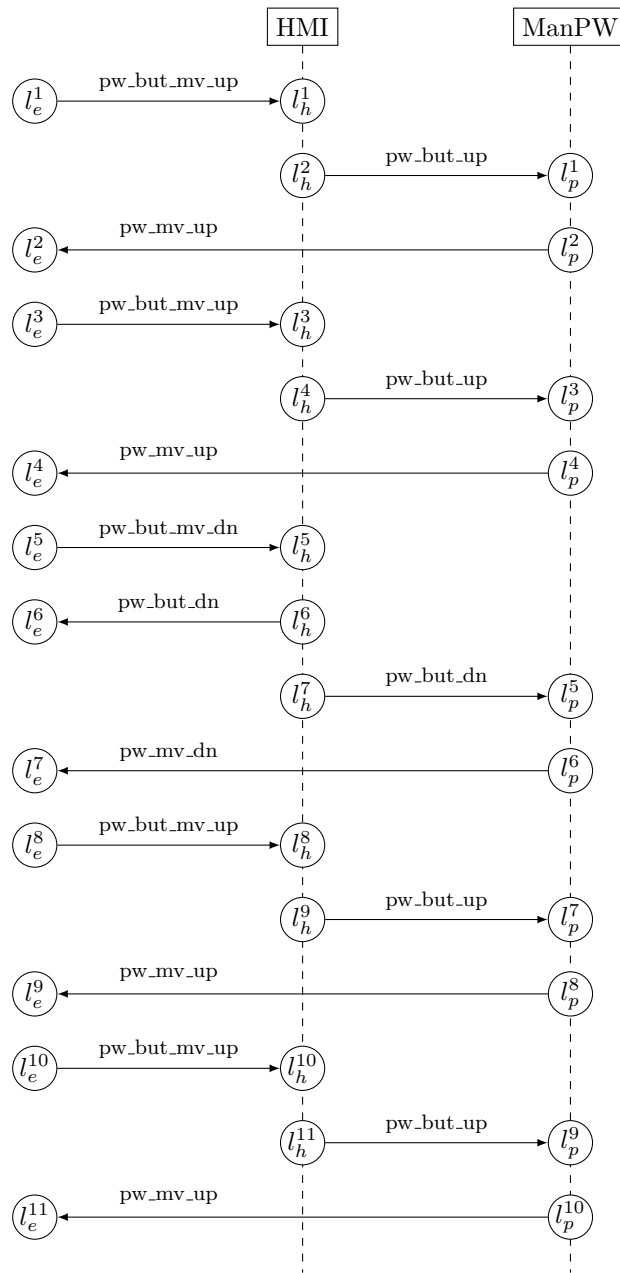 HMI ManPW
pw_but_mv_up
l_e^1 l_h^1
pw_but_up
l_h^2 l_p^1
pw_mv_up
l_e^2 l_p^2
pw_but_mv_up
l_e^3 l_h^3
pw_but_up
l_h^4 l_p^3
pw_mv_up
l_e^4 l_p^4
pw_but_mv_dn
l_e^5 l_h^5
pw_but_dn
l_e^6 l_h^6
pw_but_dn
l_h^7 l_p^5
pw_mv_dn
l_e^7 l_p^6
pw_but_mv_up
l_e^8 l_h^8
pw_but_up
l_h^9 l_p^7
pw_mv_up
l_e^9 l_p^8
pw_but_mv_up
l_e^10 l_h^10
pw_but_up
l_h^11 l_p^9
pw_mv_up
l_e^11 l_p^10